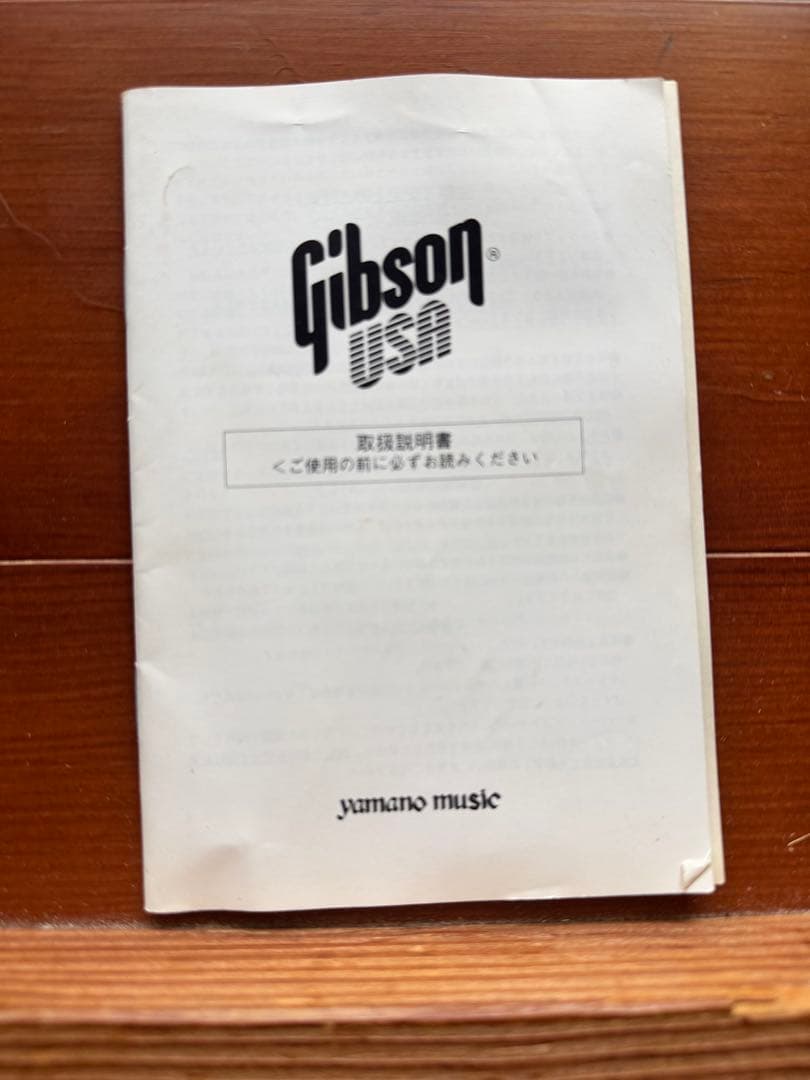 Gibson®
USA
取扱説明書
<ご使用の前に必ずお読みください
yamano music